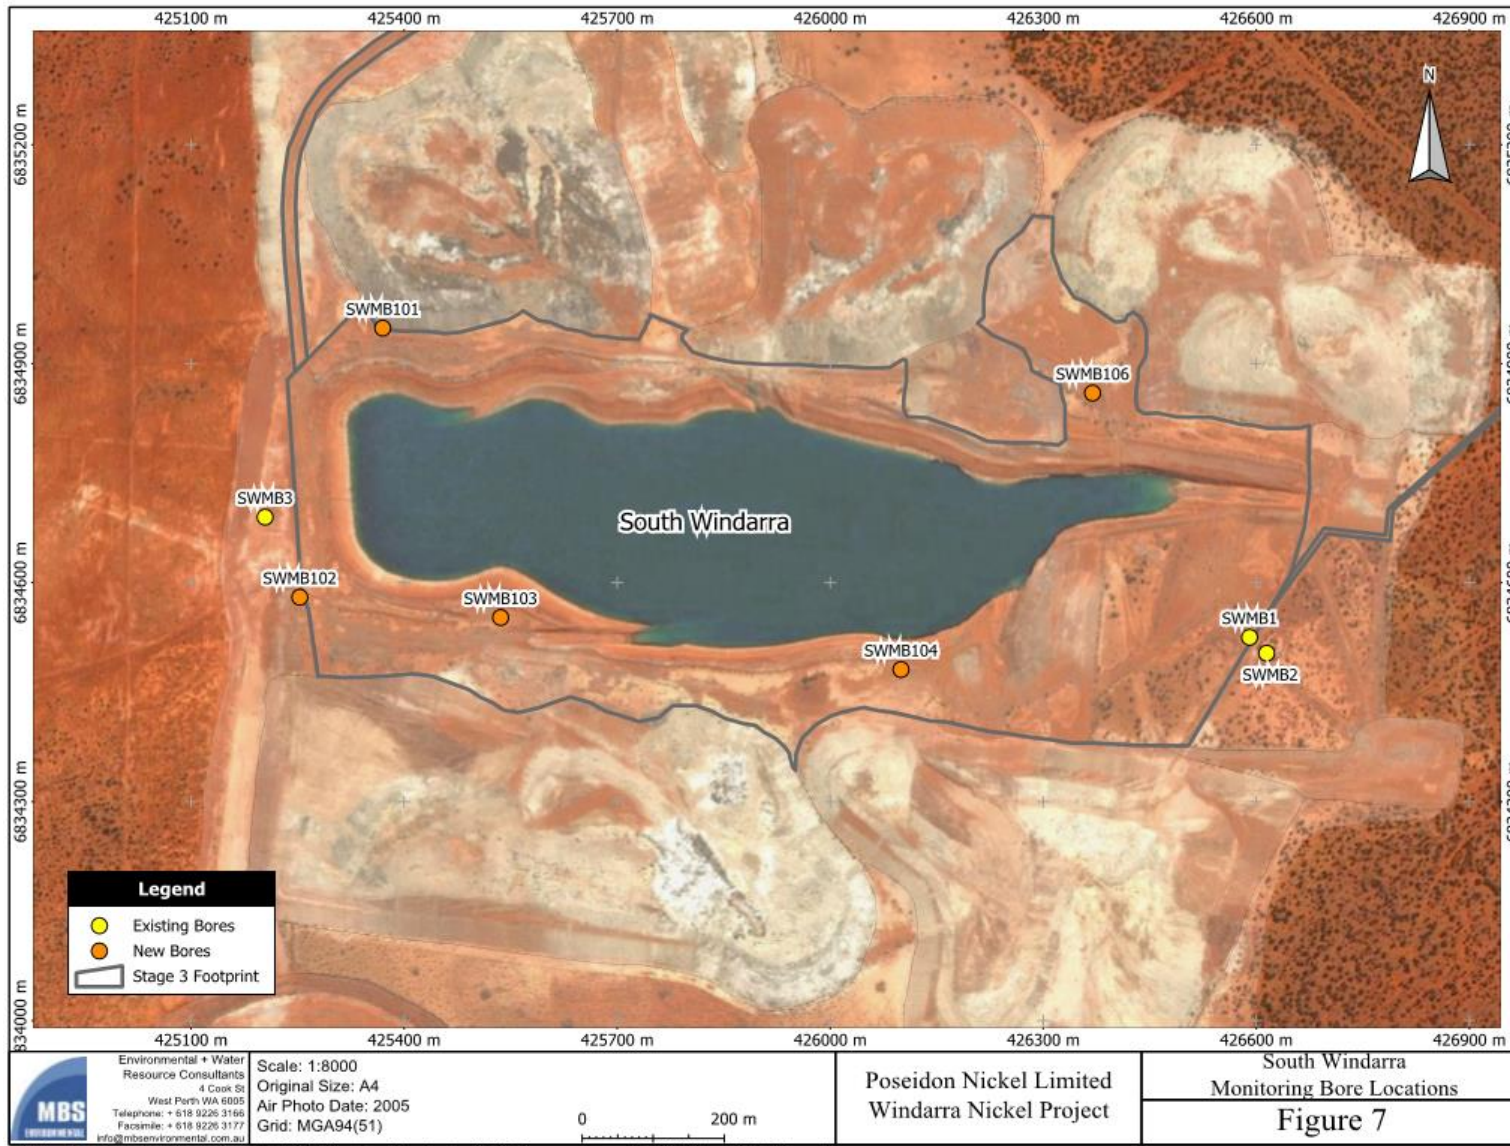 425100 m 425400 m 425700 m 426000 m 426300 m 426600 m 426900 m
N
6835200 m
SWMB101
6834900 m
SWMB106
SWMB3
South Windarra
SWMB102
6834600 m
SWMB103
SWMB1
SWMB104
SWMB2
6834300 m
Legend
Existing Bores
New Bores
Stage 3 Footprint
834000 m
425100 m 425400 m 425700 m 426000 m 426300 m 426600 m 426900 m
MBS
ENVIRONMENTAL
Environmental + Water
Resource Consultants
4 Cook St
West Perth WA 6005
Telephone: + 618 9226 3166
Facsimile: + 618 9226 3177
info@mbsenvironmental.com.au
Scale: 1:8000
Original Size: A4
Air Photo Date: 2005
Grid: MGA94(51)
0 200 m
Poseidon Nickel Limited
Windarra Nickel Project
South Windarra
Monitoring Bore Locations
Figure 7